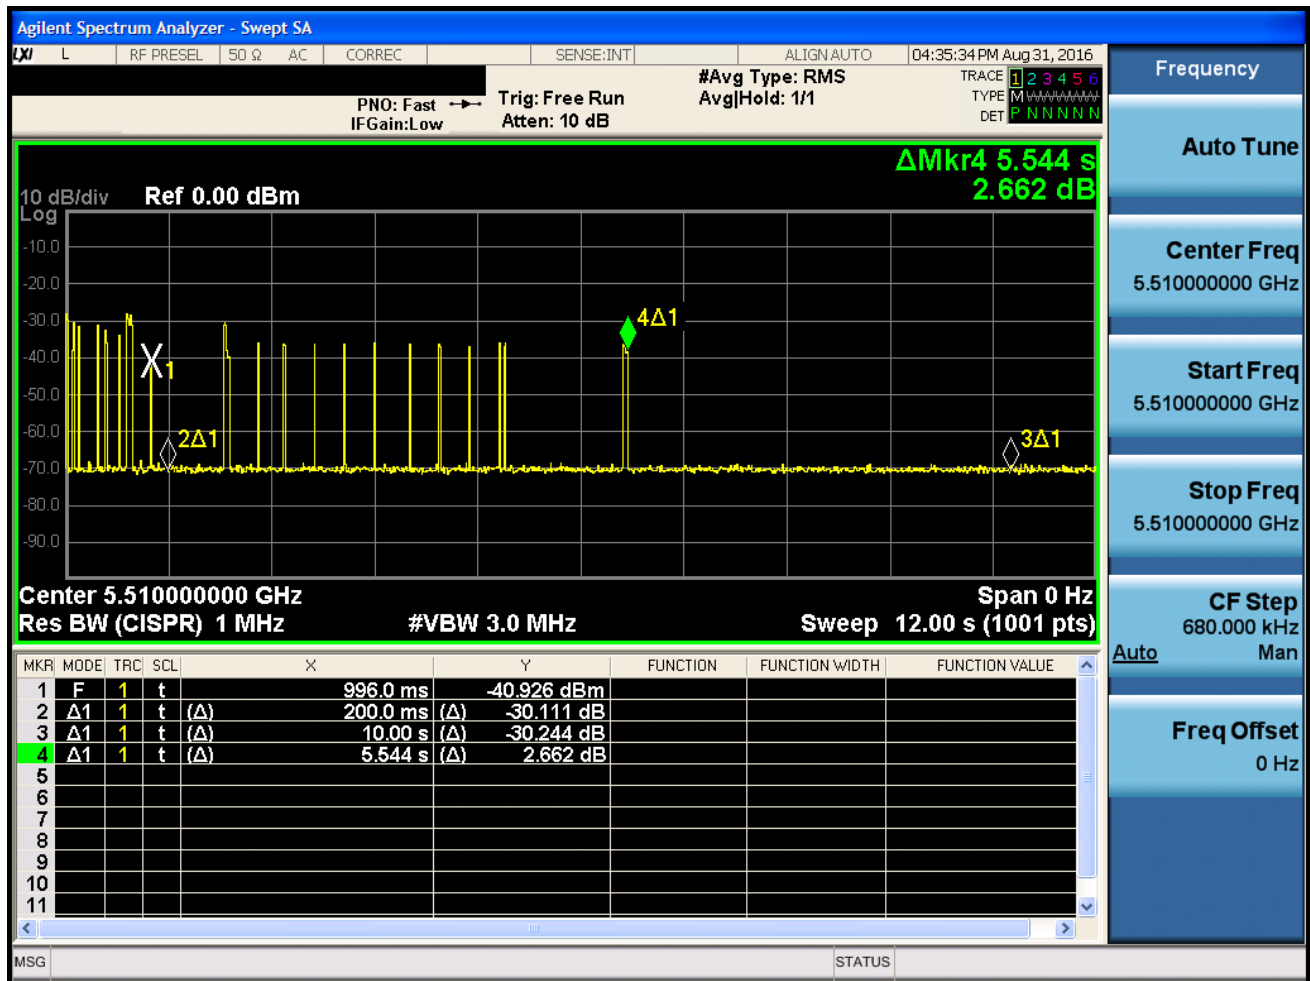 Agilent Spectrum Analyzer - Swept SA
LXI L RF PRESEL 50 Ω AC CORREC SENSE:INT ALIGN AUTO 04:35:34 PM Aug 31, 2016
PNO: Fast
IFGain:Low
Trig: Free Run
Atten: 10 dB
#Avg Type: RMS
Avg|Hold: 1/1
TRACE 1 2 3 4 5 6
TYPE M
DET P N N N N N
ΔMkr4 5.544 s
2.662 dB
10 dB/div Ref 0.00 dBm
Log
-10.0
-20.0
-30.0
-40.0
-50.0
-60.0
-70.0
-80.0
-90.0
1
2Δ1
4Δ1
3Δ1
Center 5.510000000 GHz Span 0 Hz
Res BW (CISPR) 1 MHz #VBW 3.0 MHz Sweep 12.00 s (1001 pts)
MKR MODE TRC SCL X Y FUNCTION FUNCTION WIDTH FUNCTION VALUE
1 F 1 t 996.0 ms -40.926 dBm
2 Δ1 1 t (Δ) 200.0 ms (Δ) -30.111 dB
3 Δ1 1 t (Δ) 10.00 s (Δ) -30.244 dB
4 Δ1 1 t (Δ) 5.544 s (Δ) 2.662 dB
5
6
7
8
9
10
11
MSG STATUS
Frequency
Auto Tune
Center Freq
5.510000000 GHz
Start Freq
5.510000000 GHz
Stop Freq
5.510000000 GHz
CF Step
680.000 kHz
Auto Man
Freq Offset
0 Hz